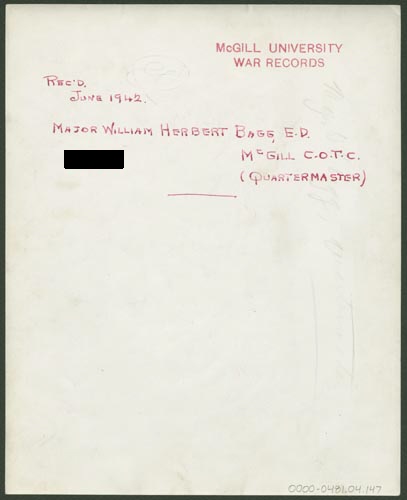 McGILL UNIVERSITY
WAR RECORDS
REC'D.
JUNE 1942.
MAJOR WILLIAM HERBERT BAGG, E.D.
McGILL C.O.T.C.
(QUARTERMASTER)
0000-0481.04.147